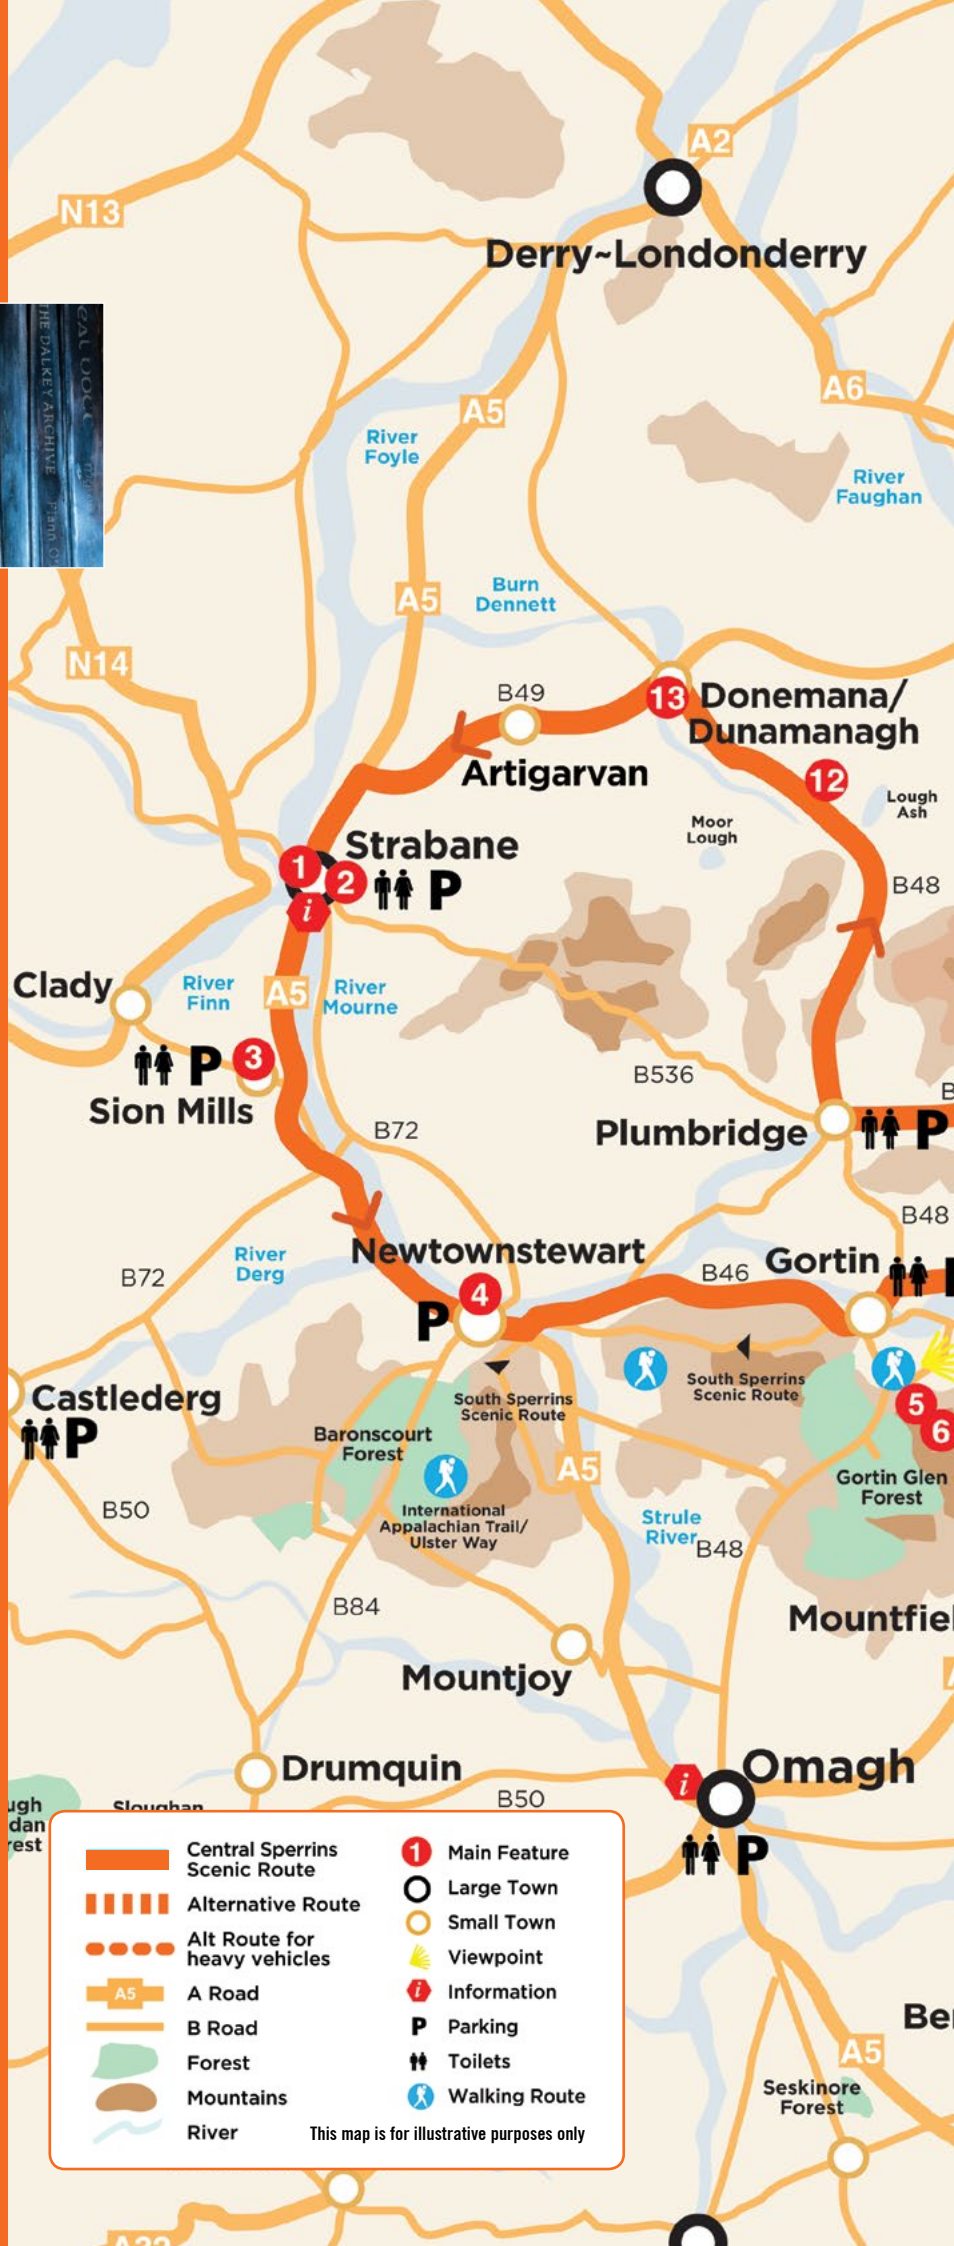 A2
N13
Derry~Londonderry
THE DALKEY ARCHIVE
A6
A5
River
Foyle
River
Faughan
A5
Burn
Dennett
N14
B49
13
Donemana/
Dunamanagh
Artigarvan
12
Lough
Ash
Moor
Lough
Strabane
1
2
P
i
B48
Clady
River
Finn
A5
River
Mourne
P
3
Sion Mills
B536
B72
Plumbridge
P
B48
River
Derg
B72
Newtownstewart
B46
Gortin
4
P
South Sperrins
Scenic Route
South Sperrins
Scenic Route
Castlederg
P
5
6
Baronscourt
Forest
A5
Gortin Glen
Forest
B50
International
Appalachian Trail/
Ulster Way
Strule
River
B48
B84
Mountfie
Mountjoy
Drumquin
Omagh
i
B50
P
ugh
dan
rest
Sloughan
Central Sperrins
Scenic Route
Alternative Route
Alt Route for
heavy vehicles
A5
A Road
B Road
Forest
Mountains
River
1
Main Feature
Large Town
Small Town
Viewpoint
i
Information
P
Parking
Toilets
Walking Route
This map is for illustrative purposes only
Be
A5
Seskinore
Forest